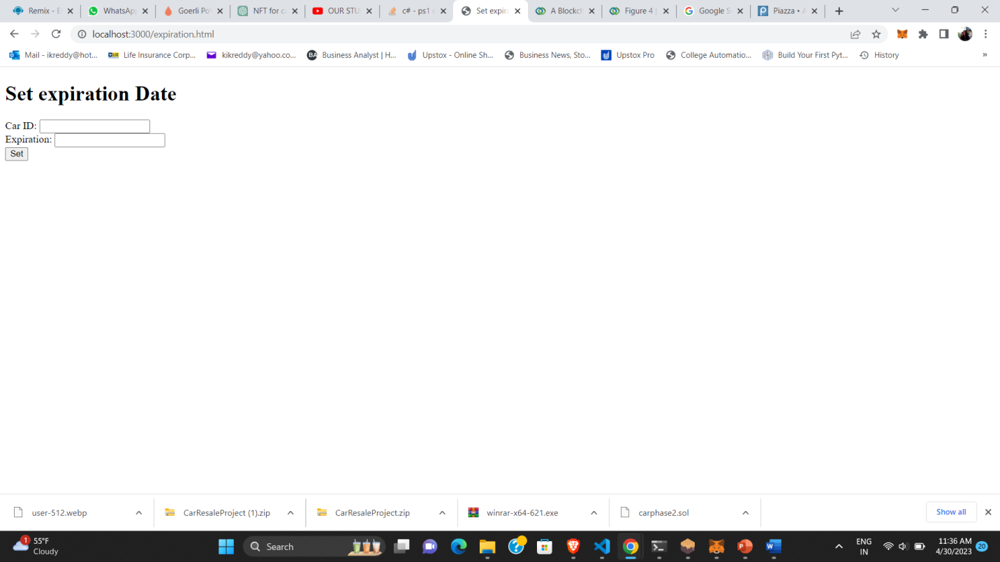 Remix - E
WhatsAp
Goerli Po
NFT for c
OUR STU
c# - ps1 c
Set expira
A Blockch
Figure 4 |
Google S
Piazza • A
localhost:3000/expiration.html
Mail - ikreddy@hot...
Life Insurance Corp...
kikreddy@yahoo.co...
BA Business Analyst | H...
Upstox - Online Sh...
Business News, Sto...
Upstox Pro
College Automatio...
Build Your First Pyt...
History
»
Set expiration Date
Car ID:
Expiration:
Set
user-512.webp
CarResaleProject (1).zip
CarResaleProject.zip
winrar-x64-621.exe
carphase2.sol
Show all
1
55°F
Cloudy
Search
ENG
IN
11:36 AM
4/30/2023
20